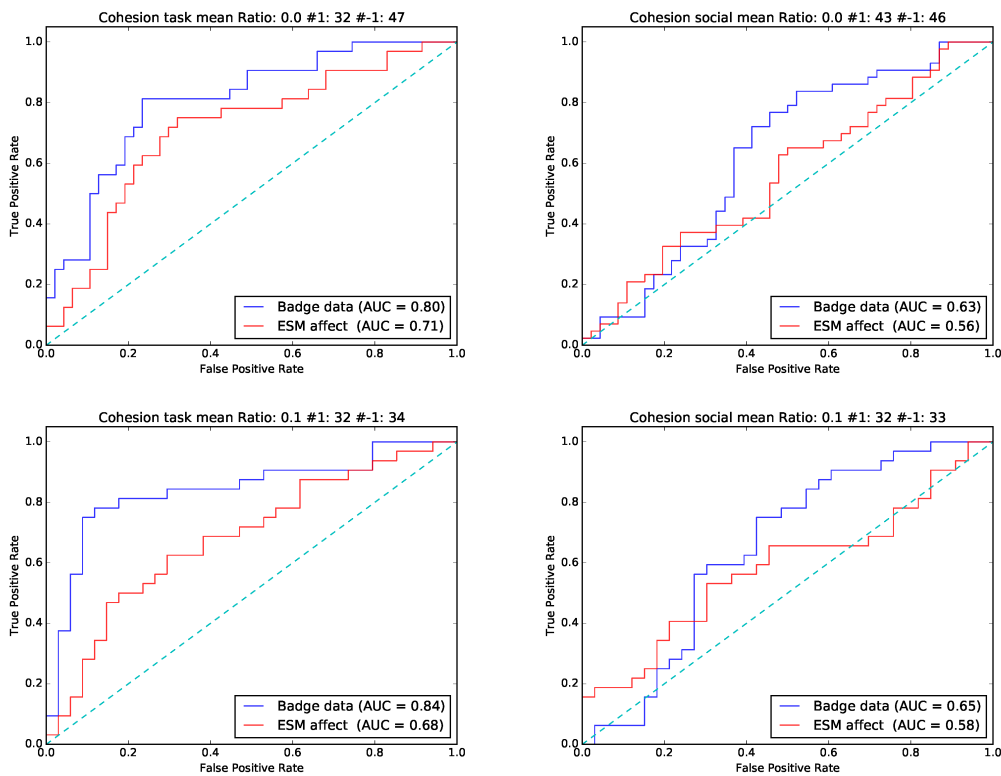 Cohesion task mean Ratio: 0.0 #1: 32 #-1: 47
True Positive Rate
1.0
0.8
0.6
0.4
0.2
0.0
Badge data (AUC = 0.80)
ESM affect (AUC = 0.71)
0.0 0.2 0.4 0.6 0.8 1.0
False Positive Rate
Cohesion social mean Ratio: 0.0 #1: 43 #-1: 46
True Positive Rate
1.0
0.8
0.6
0.4
0.2
0.0
Badge data (AUC = 0.63)
ESM affect (AUC = 0.56)
0.0 0.2 0.4 0.6 0.8 1.0
False Positive Rate
Cohesion task mean Ratio: 0.1 #1: 32 #-1: 34
True Positive Rate
1.0
0.8
0.6
0.4
0.2
0.0
Badge data (AUC = 0.84)
ESM affect (AUC = 0.68)
0.0 0.2 0.4 0.6 0.8 1.0
False Positive Rate
Cohesion social mean Ratio: 0.1 #1: 32 #-1: 33
True Positive Rate
1.0
0.8
0.6
0.4
0.2
0.0
Badge data (AUC = 0.65)
ESM affect (AUC = 0.58)
0.0 0.2 0.4 0.6 0.8 1.0
False Positive Rate